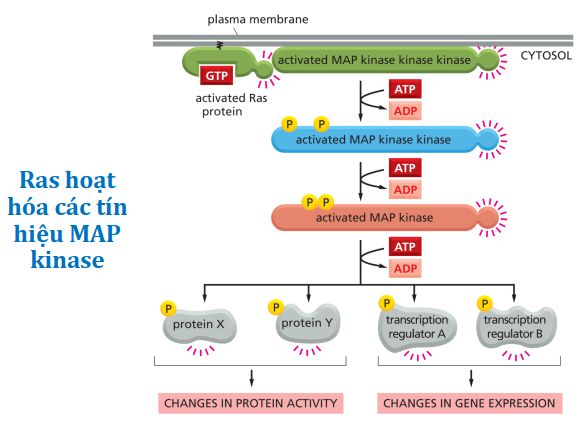 plasma membrane
CYTOSOL
activated MAP kinase kinase kinase
GTP
activated Ras
protein
ATP
ADP
P
P
activated MAP kinase kinase
ATP
ADP
P P
activated MAP kinase
ATP
ADP
Ras hoạt
hóa các tín
hiệu MAP
kinase
P
protein X
P
protein Y
P
transcription
regulator A
P
transcription
regulator B
CHANGES IN PROTEIN ACTIVITY
CHANGES IN GENE EXPRESSION